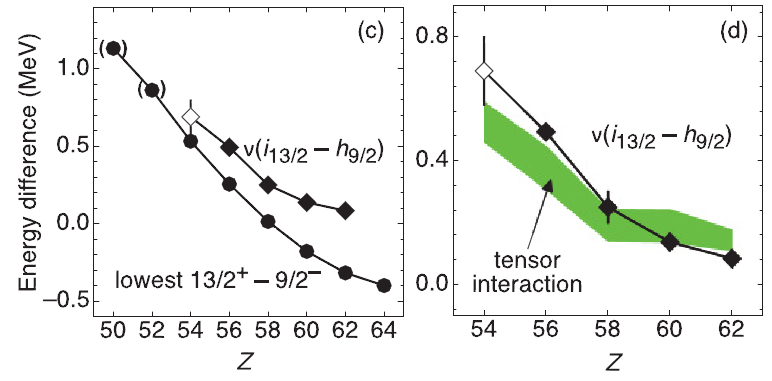 (c)
Energy difference (MeV)
1.0
0.5
0.0
−0.5
( )
( )
ν(i13/2 − h9/2)
lowest 13/2+ − 9/2−
50 52 54 56 58 60 62 64
Z
(d)
0.8
0.4
0.0
ν(i13/2 − h9/2)
tensor
interaction
54 56 58 60 62
Z